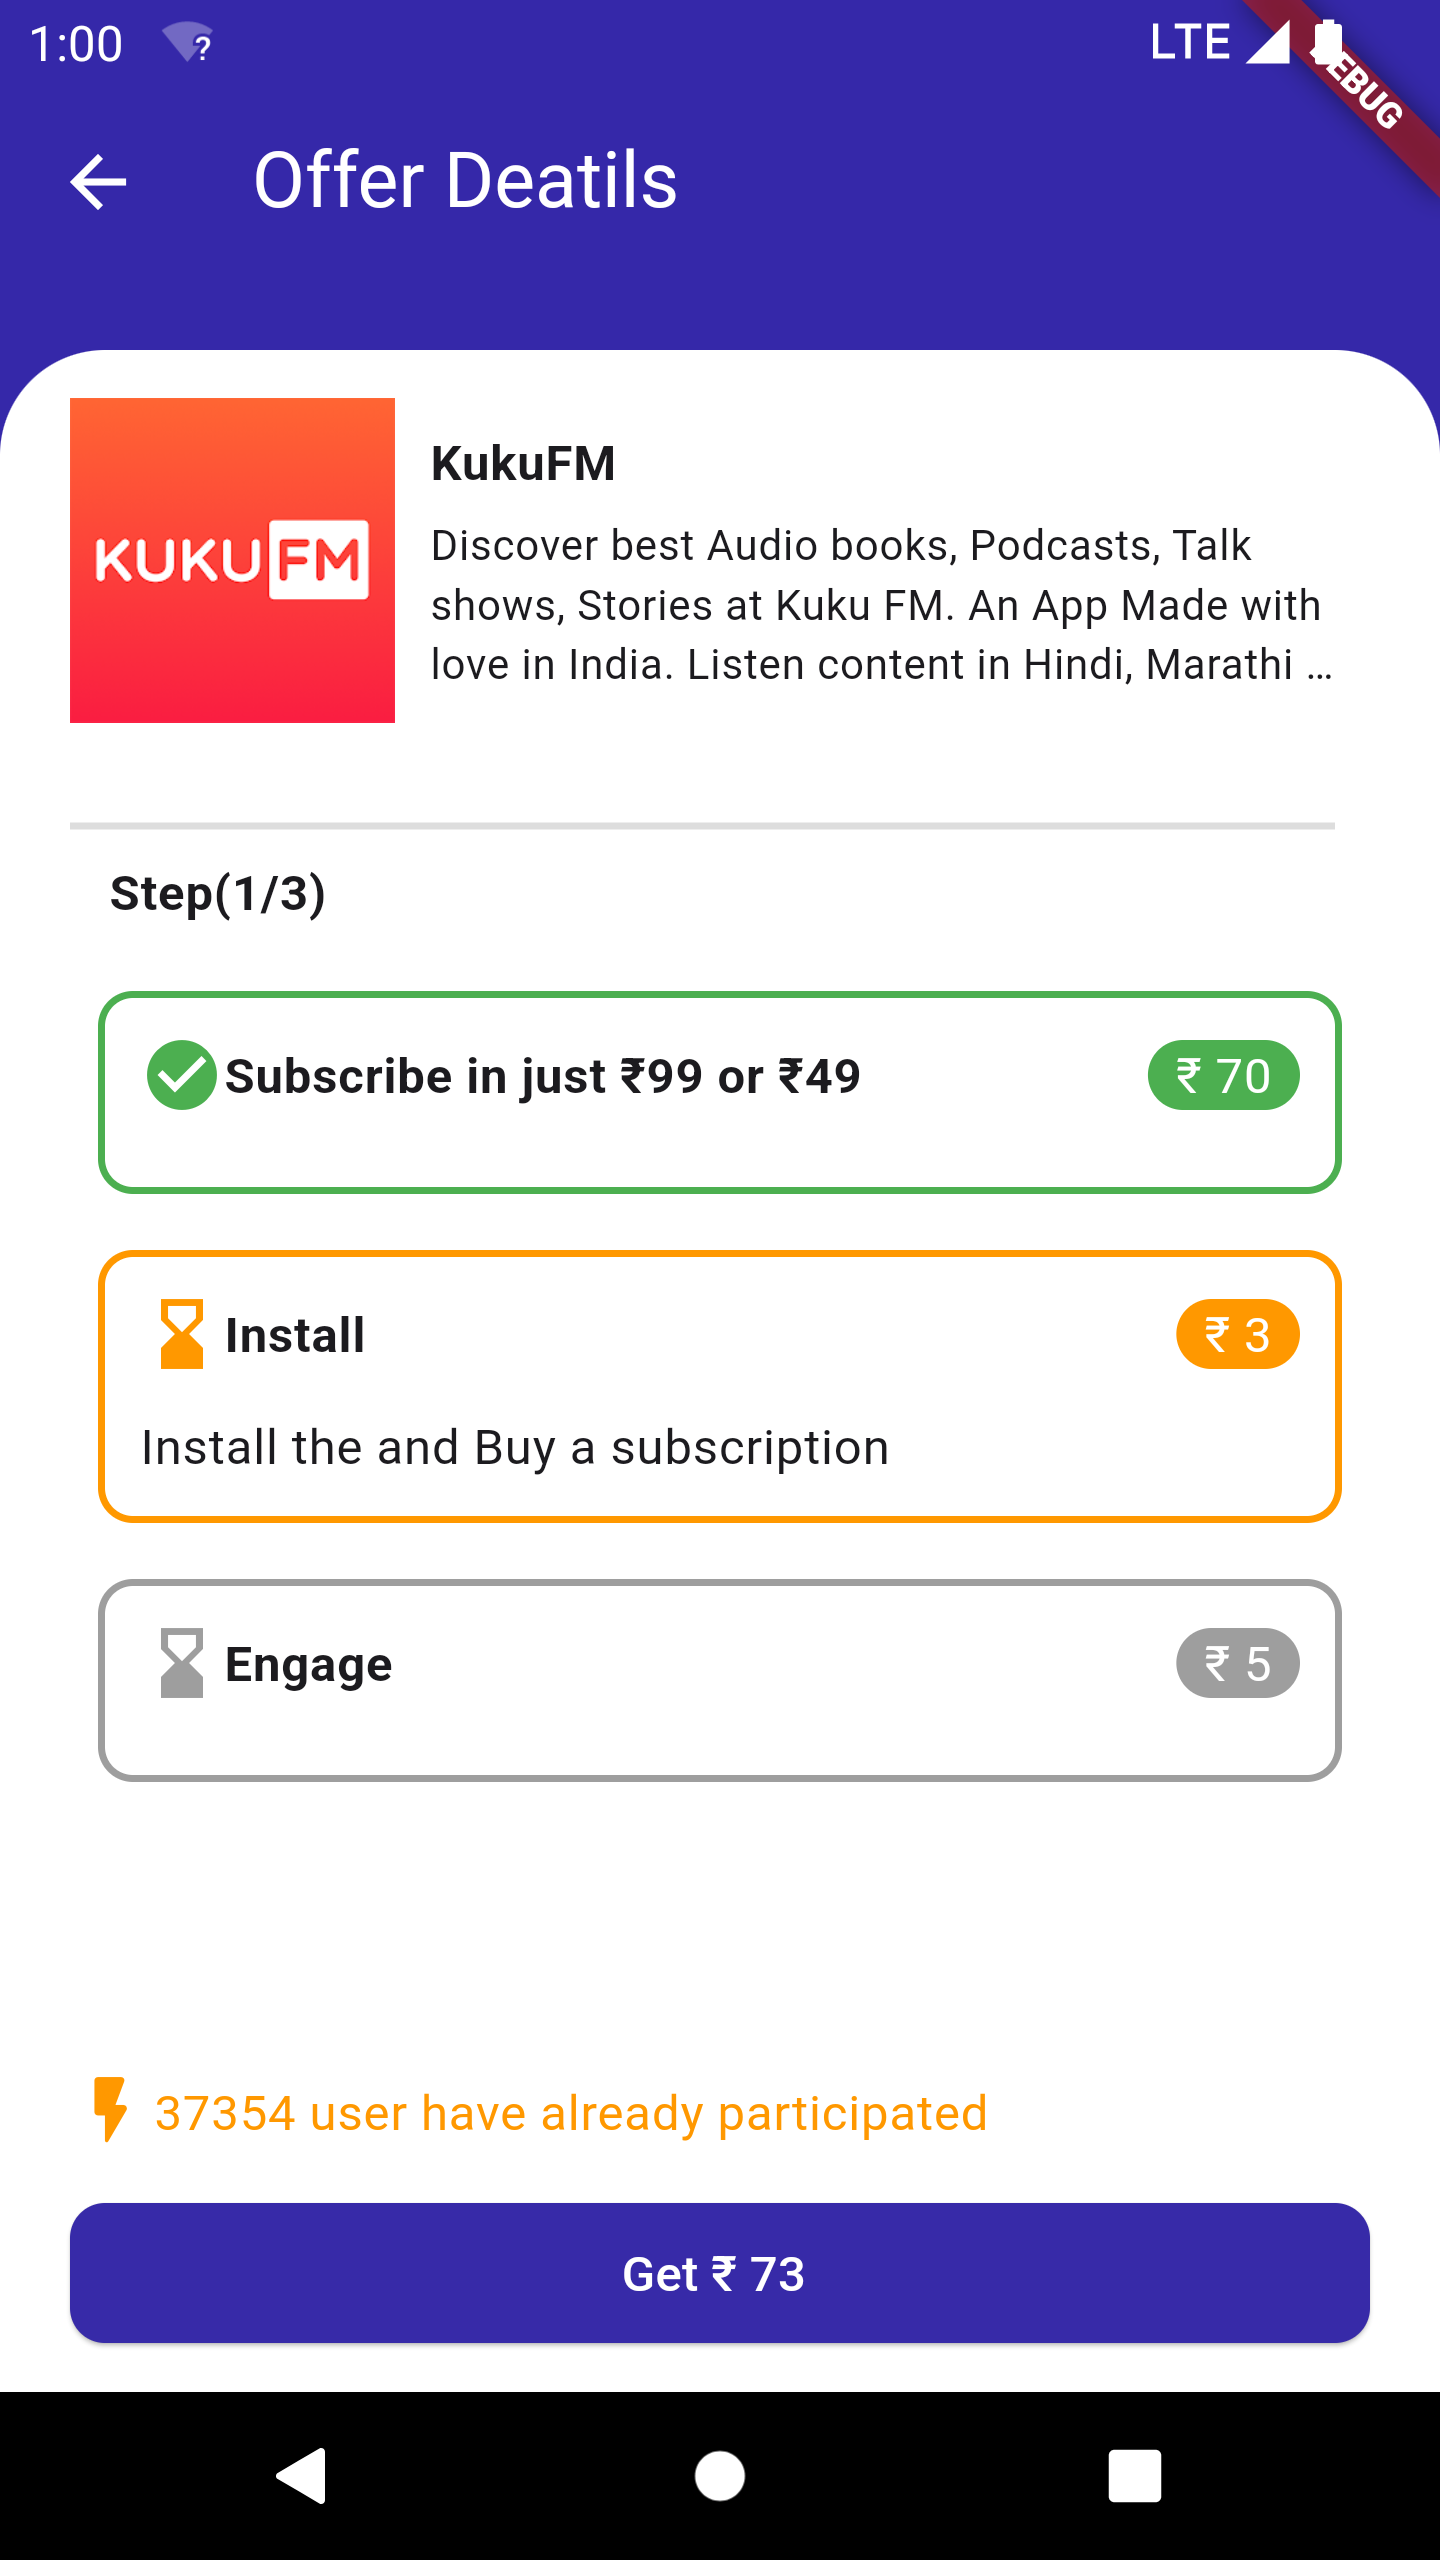 1:00
?
LTE
DEBUG
Offer Deatils
KUKU FM
KukuFM
Discover best Audio books, Podcasts, Talk
shows, Stories at Kuku FM. An App Made with
love in India. Listen content in Hindi, Marathi ...
Step(1/3)
Subscribe in just ₹99 or ₹49
₹ 70
Install
₹ 3
Install the and Buy a subscription
Engage
₹ 5
37354 user have already participated
Get ₹ 73